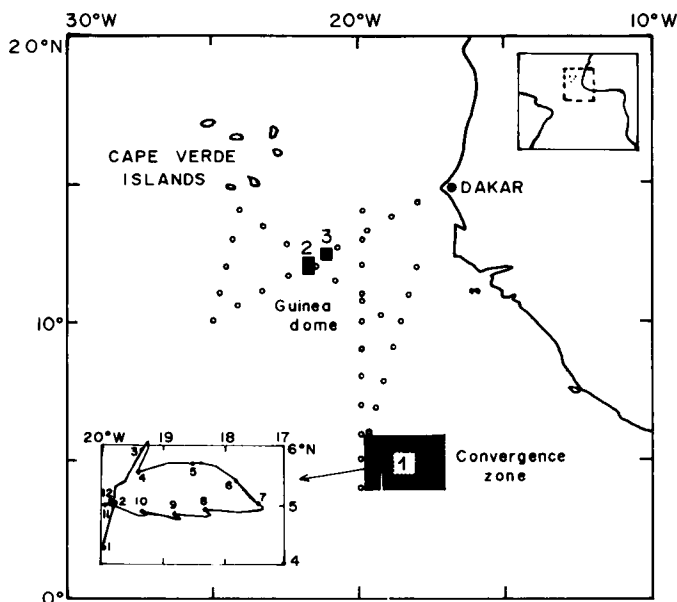 30°W 20°W 10°W
20°N
CAPE VERDE
ISLANDS
DAKAR
2 3
Guinea
dome
10°
20°W 19 18 17
6°N
3
4 5
6
12
2 10 9 8 7
11
5
1
4
1
Convergence
zone
0°